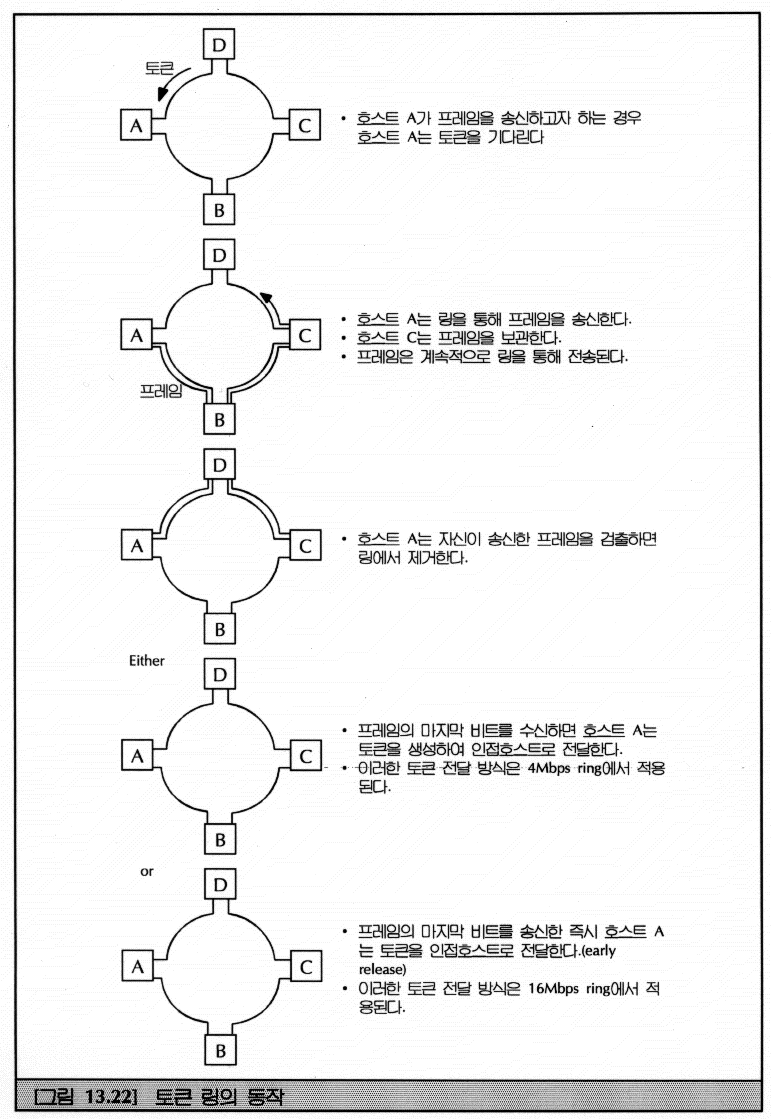 D
토큰
A
C
B
• 호스트 A가 프레임을 송신하고자 하는 경우
호스트 A는 토큰을 기다린다
D
A
C
프레임
B
• 호스트 A는 링을 통해 프레임을 송신한다.
• 호스트 C는 프레임을 보관한다.
• 프레임은 계속적으로 링을 통해 전송된다.
D
A
C
B
• 호스트 A는 자신이 송신한 프레임을 검출하면
링에서 제거한다.
Either
D
A
C
B
• 프레임의 마지막 비트를 수신하면 호스트 A는
토큰을 생성하여 인접호스트로 전달한다.
• 이러한 토큰 전달 방식은 4Mbps ring에서 적용
된다.
or
D
A
C
B
• 프레임의 마지막 비트를 송신한 즉시 호스트 A
는 토큰을 인접호스트로 전달한다.(early
release)
• 이러한 토큰 전달 방식은 16Mbps ring에서 적
용된다.
[그림 13.22] 토큰 링의 동작